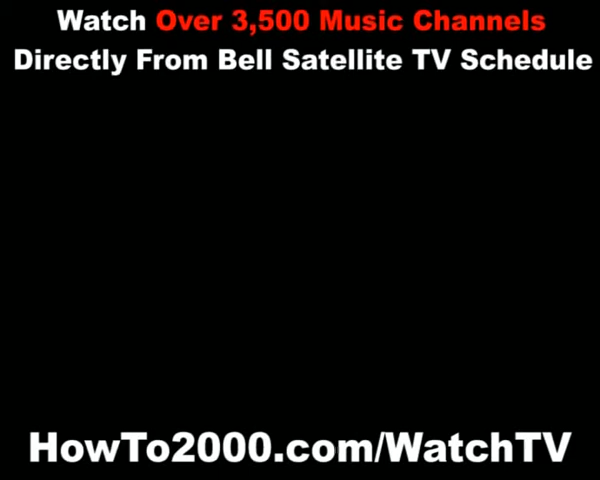 Watch Over 3,500 Music Channels
Directly From Bell Satellite TV Schedule
HowTo2000.com/WatchTV